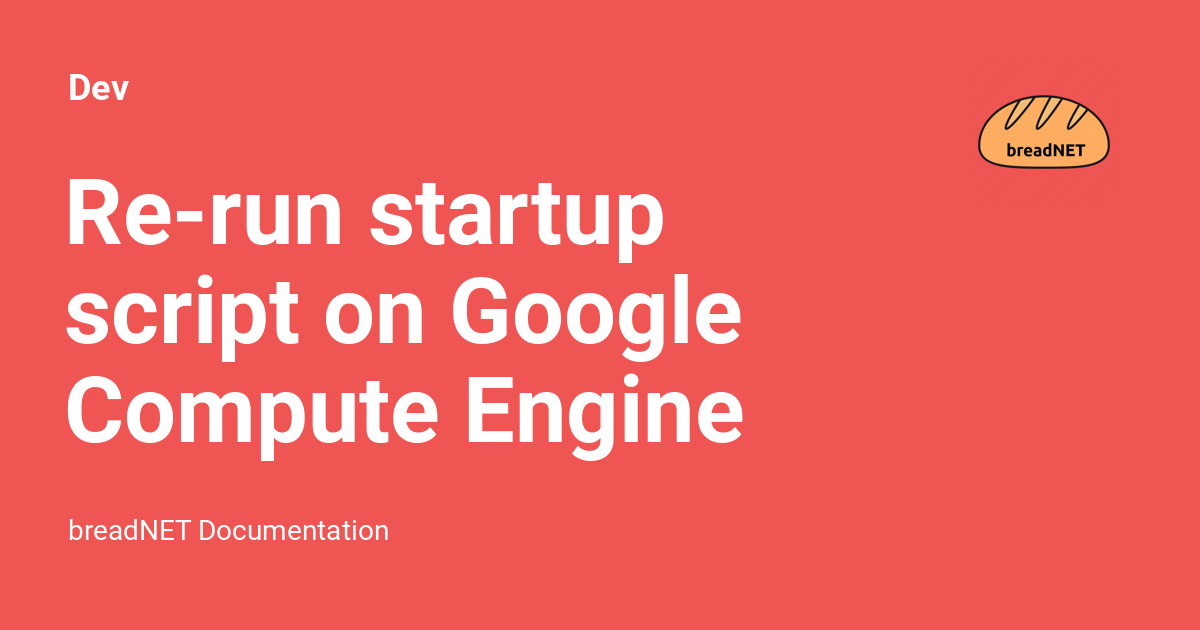 Dev
breadNET
Re-run startup
script on Google
Compute Engine
breadNET Documentation